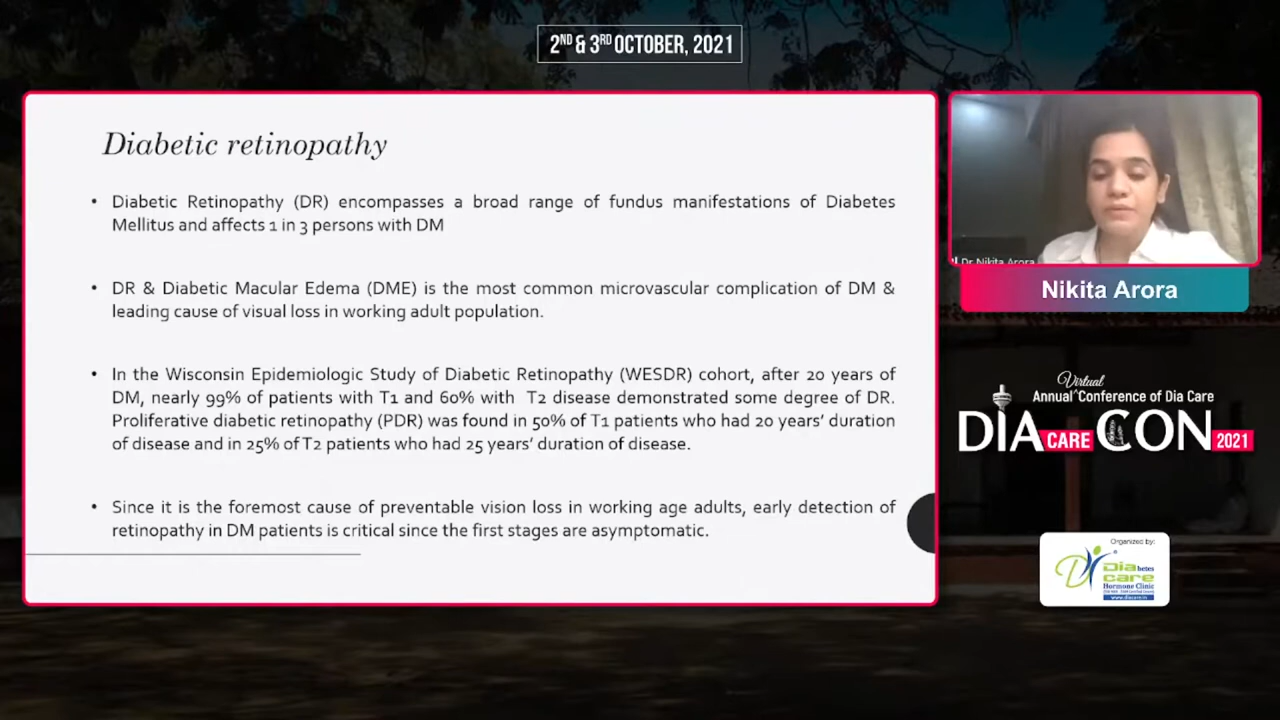 2ND & 3RD OCTOBER, 2021
Diabetic retinopathy
• Diabetic Retinopathy (DR) encompasses a broad range of fundus manifestations of Diabetes
Mellitus and affects 1 in 3 persons with DM
• DR & Diabetic Macular Edema (DME) is the most common microvascular complication of DM &
leading cause of visual loss in working adult population.
• In the Wisconsin Epidemiologic Study of Diabetic Retinopathy (WESDR) cohort, after 20 years of
DM, nearly 99% of patients with T1 and 60% with T2 disease demonstrated some degree of DR.
Proliferative diabetic retinopathy (PDR) was found in 50% of T1 patients who had 20 years' duration
of disease and in 25% of T2 patients who had 25 years' duration of disease.
• Since it is the foremost cause of preventable vision loss in working age adults, early detection of
retinopathy in DM patients is critical since the first stages are asymptomatic.
Dr Nikita Arora
Nikita Arora
Virtual
Annual Conference of Dia Care
DIA CARE CON 2021
Organized by:
Diabetes
care
Hormone Clinic
www.diacare.in